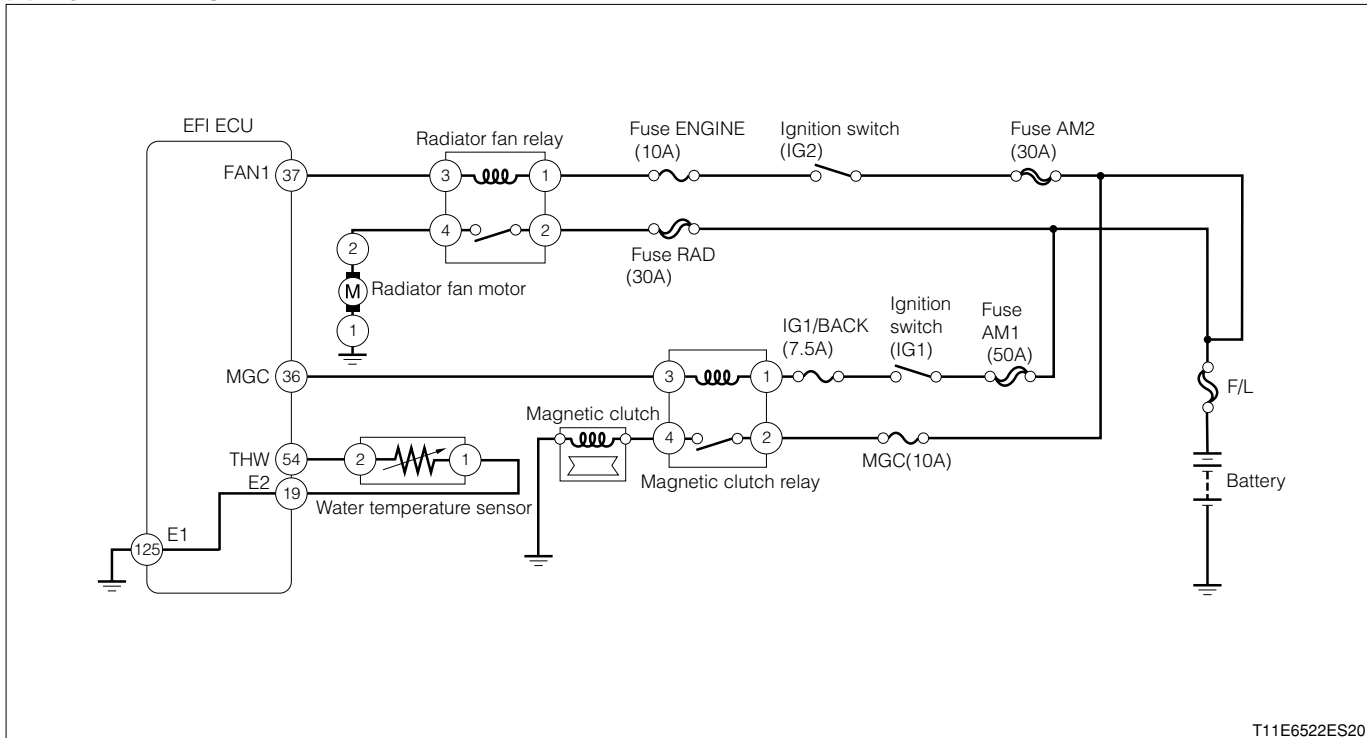 EFI ECU
Radiator fan relay
Fuse ENGINE
(10A)
Ignition switch
(IG2)
Fuse AM2
(30A)
FAN1
37
3
1
4
2
Fuse RAD
(30A)
2
M
Radiator fan motor
1
IG1/BACK
(7.5A)
Ignition
switch
(IG1)
Fuse
AM1
(50A)
MGC
36
3
1
F/L
Magnetic clutch
4
2
MGC(10A)
Magnetic clutch relay
THW
54
2
1
E2
19
Water temperature sensor
Battery
E1
125
T11E6522ES20